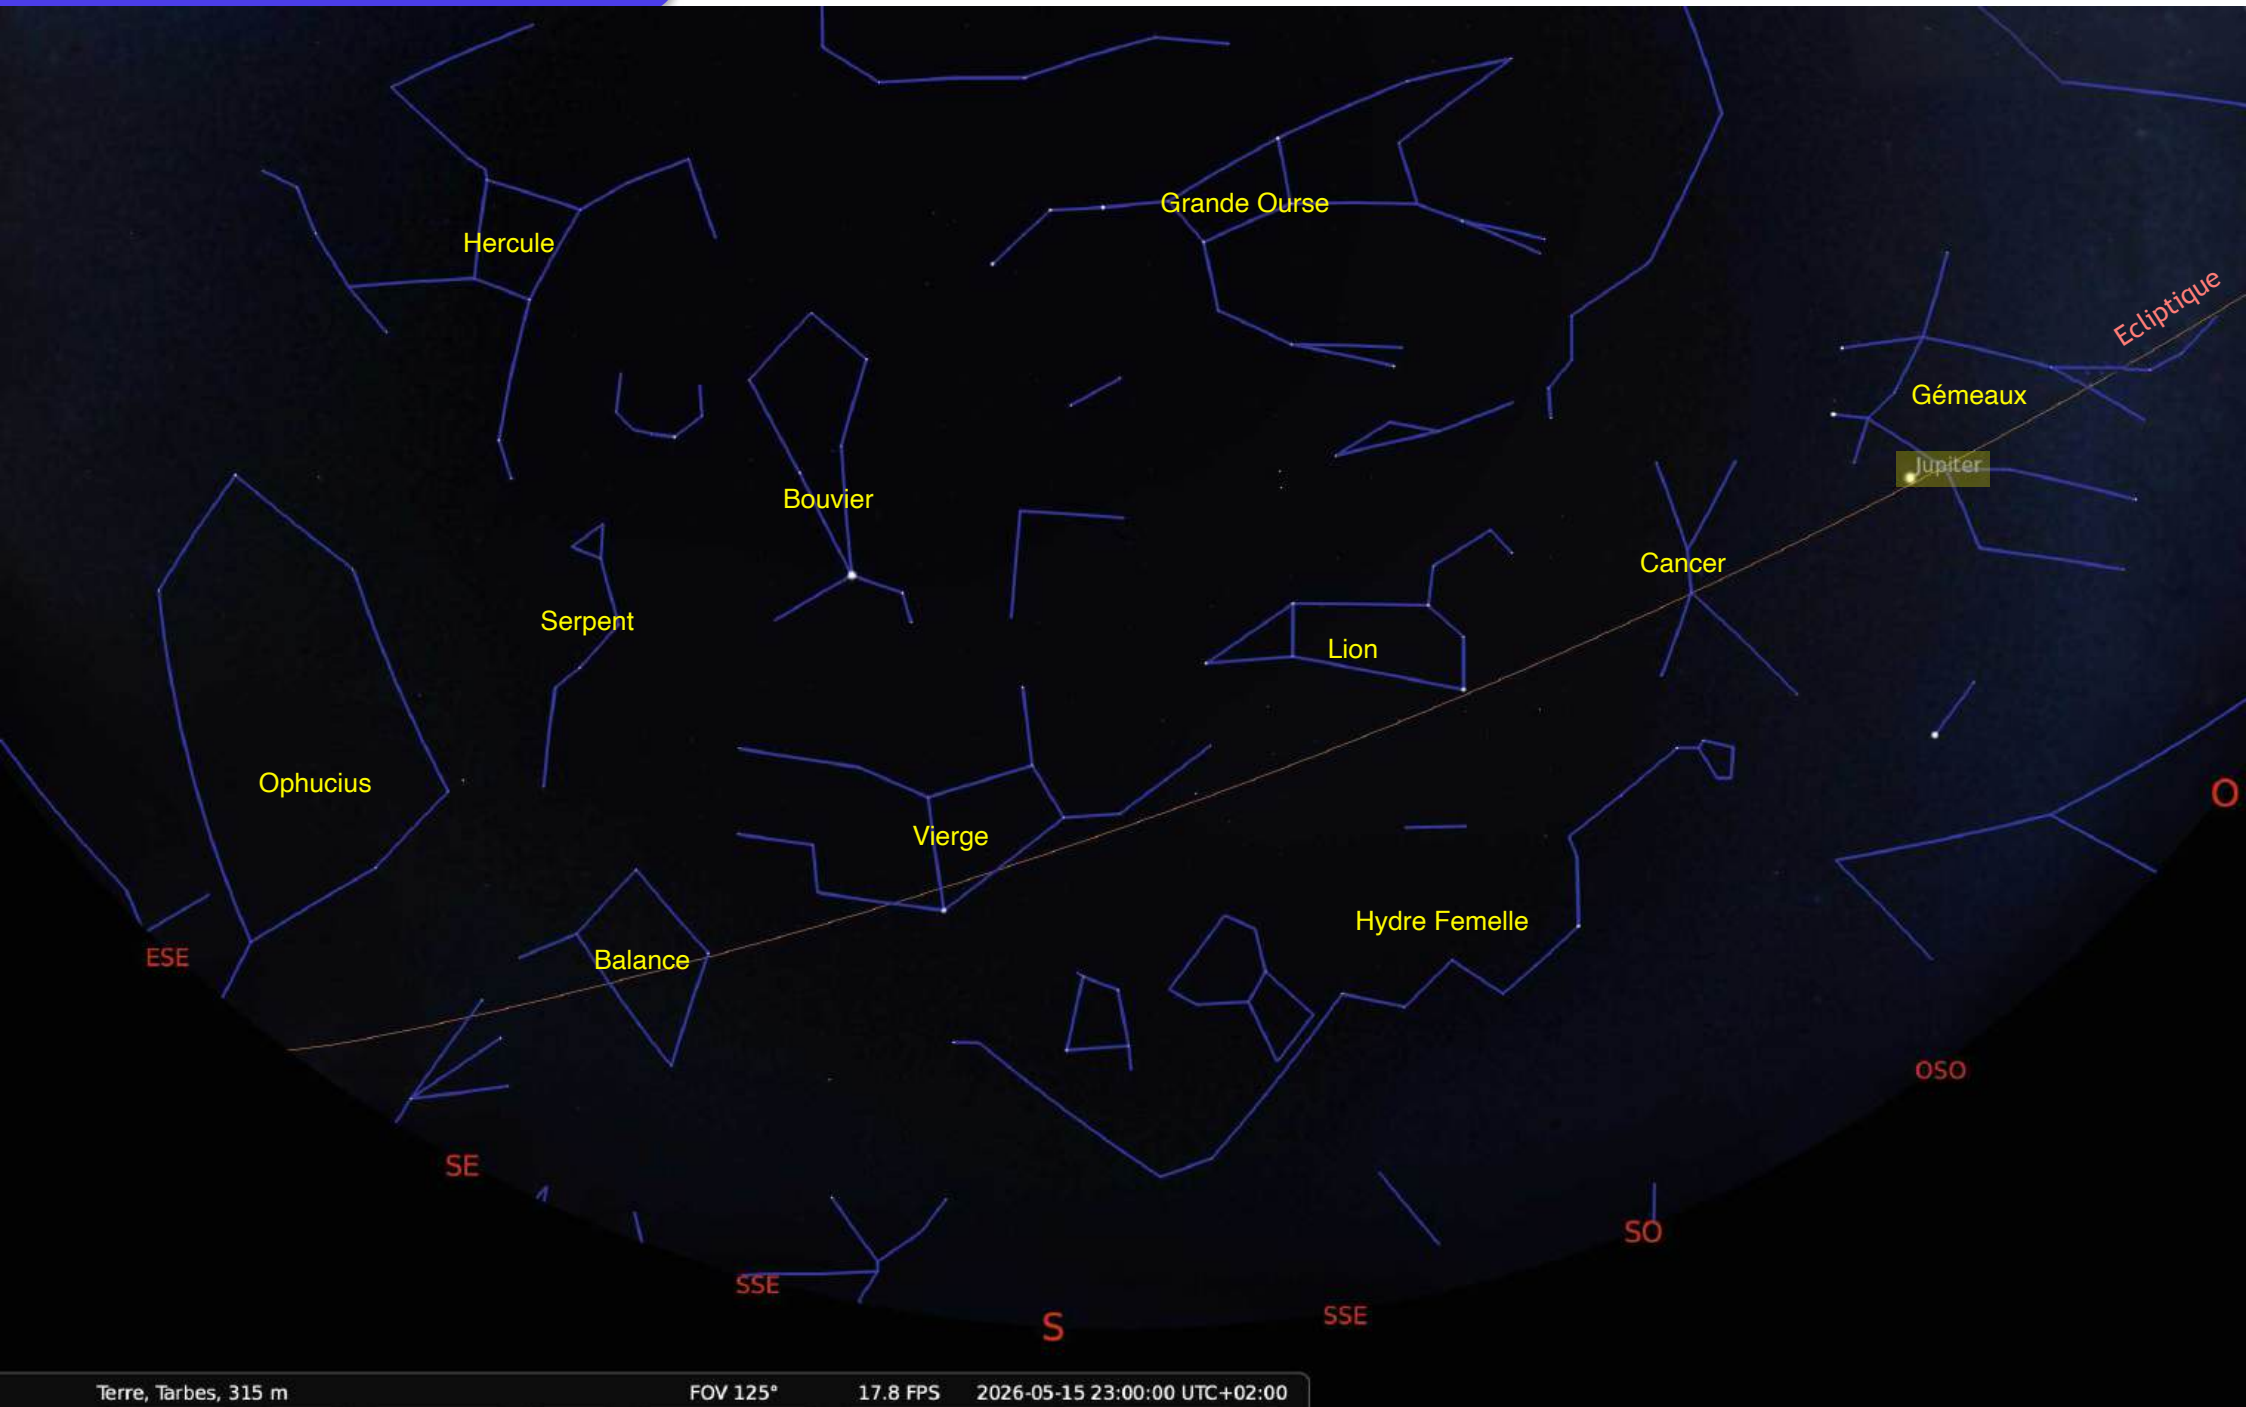 Grande Ourse
Hercule
Ecliptique
Gémeaux
Jupiter
Bouvier
Cancer
Serpent
Lion
Ophucius
O
Vierge
Hydre Femelle
ESE
Balance
OSO
SE
SO
SSE
SSE
S
Terre, Tarbes, 315 m FOV 125° 17.8 FPS 2026-05-15 23:00:00 UTC+02:00